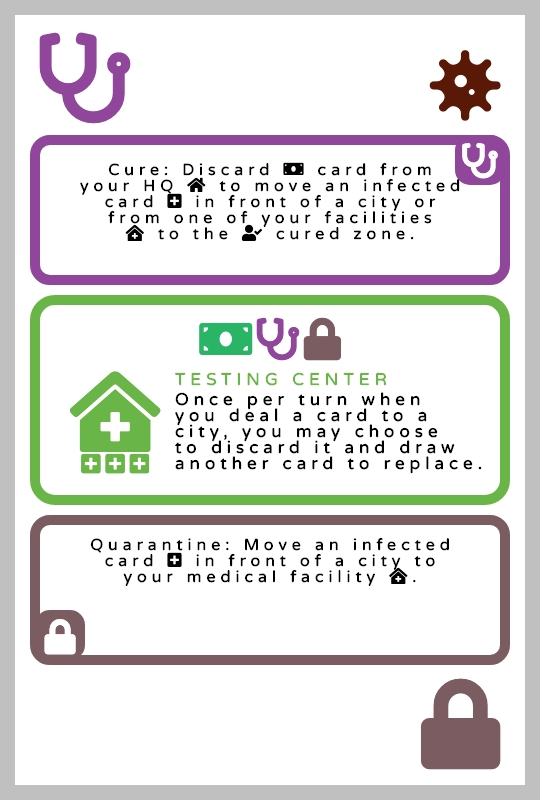 Cure: Discard card from
your HQ to move an infected
card in front of a city or
from one of your facilities
to the cured zone.
TESTING CENTER
Once per turn when
you deal a card to a
city, you may choose
to discard it and draw
another card to replace.
Quarantine: Move an infected
card in front of a city to
your medical facility .